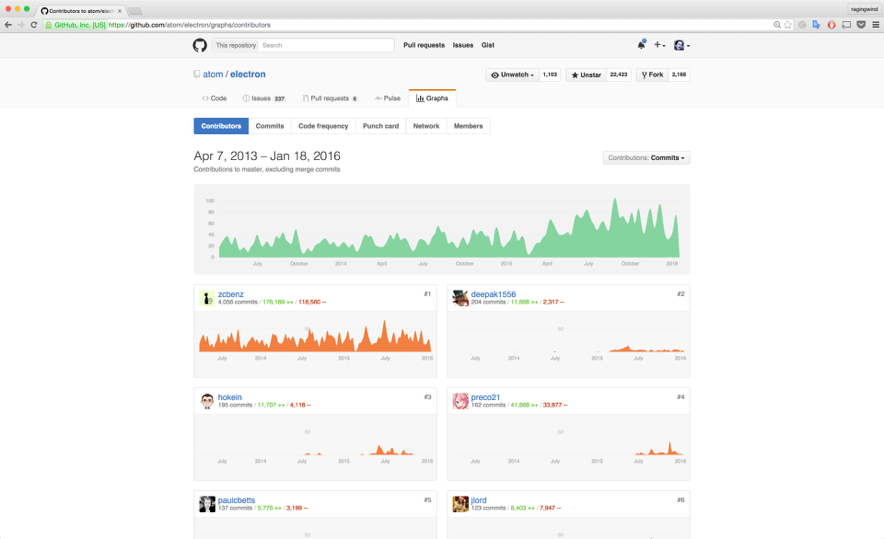 Contributors to atom/elect
ragingwind
GitHub, Inc. [US] https://github.com/atom/electron/graphs/contributors
This repository Search Pull requests Issues Gist
atom / electron Unwatch 1,103 Unstar 22,423 Fork 2,166
Code Issues 237 Pull requests 6 Pulse Graphs
Contributors Commits Code frequency Punch card Network Members
Apr 7, 2013 – Jan 18, 2016 Contributions: Commits
Contributions to master, excluding merge commits
100
80
60
40
20
0
July October 2014 April July October 2015 April July October 2016
zcbenz #1
4,056 commits / 176,189 ++ / 118,560 --
50
July 2014 July 2015 July 2016
deepak1556 #2
204 commits / 11,868 ++ / 2,317 --
50
July 2014 July 2015 July 2016
hokein #3
195 commits / 11,707 ++ / 4,118 --
50
July 2014 July 2015 July 2016
preco21 #4
162 commits / 41,868 ++ / 33,877 --
50
July 2014 July 2015 July 2016
paulcbetts #5
137 commits / 5,776 ++ / 3,199 --
50
jlord #6
123 commits / 8,403 ++ / 7,947 --
50